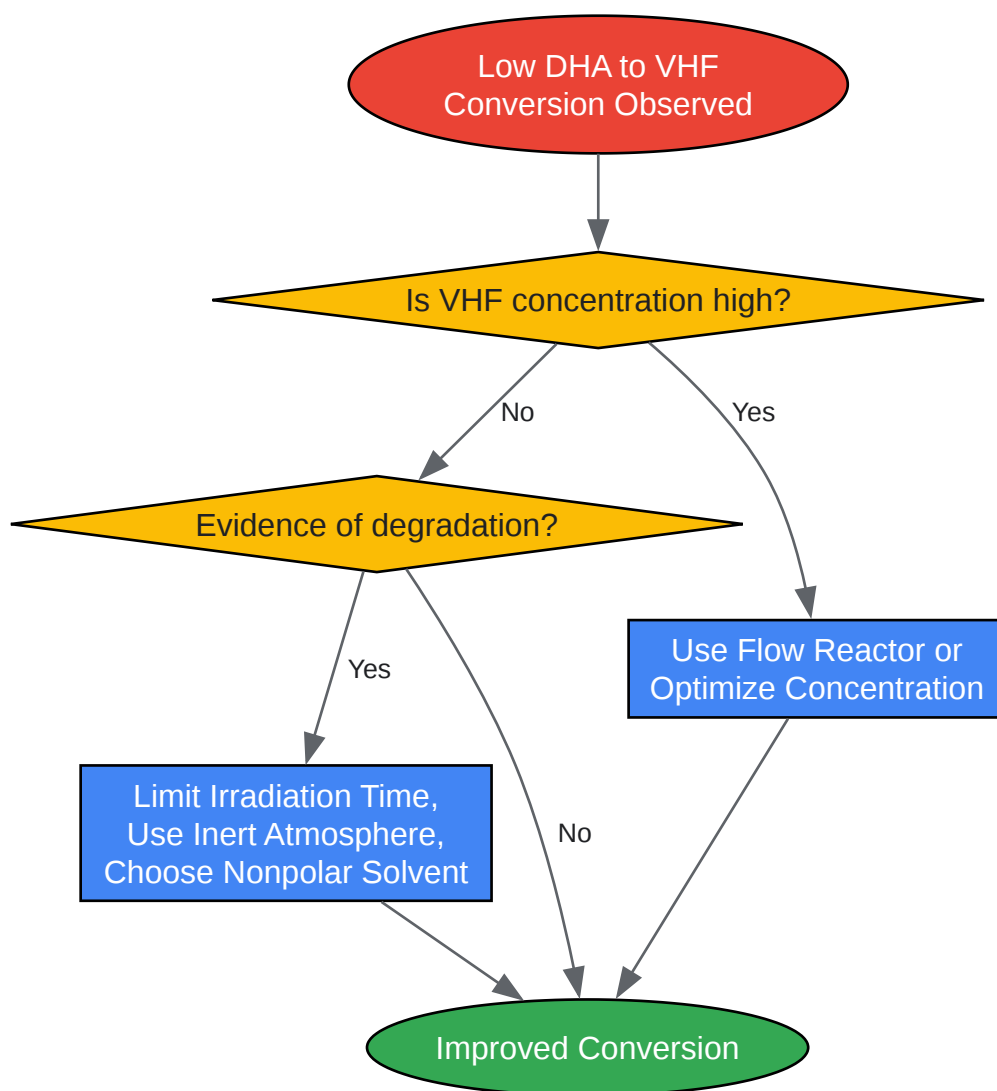 Low DHA to VHF
Conversion Observed
Is VHF concentration high?
No
Yes
Evidence of degradation?
Use Flow Reactor or
Optimize Concentration
Yes
Limit Irradiation Time,
Use Inert Atmosphere,
Choose Nonpolar Solvent
No
Improved Conversion